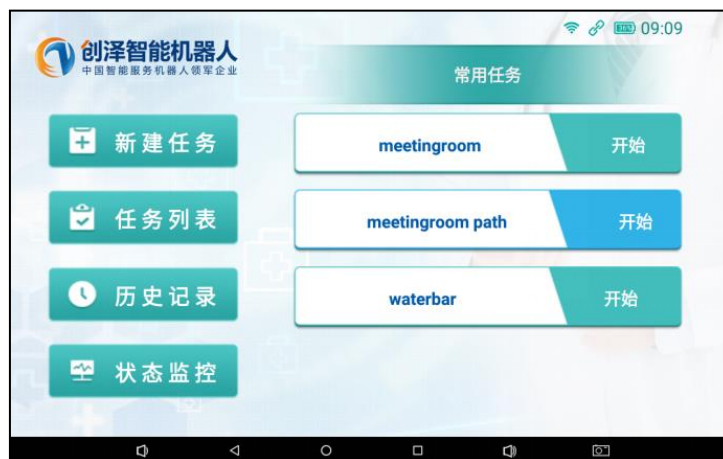 创泽智能机器人
中国智能服务机器人领军企业
09:09
常用任务
新建任务
meetingroom
开始
任务列表
meetingroom path
开始
历史记录
waterbar
开始
状态监控